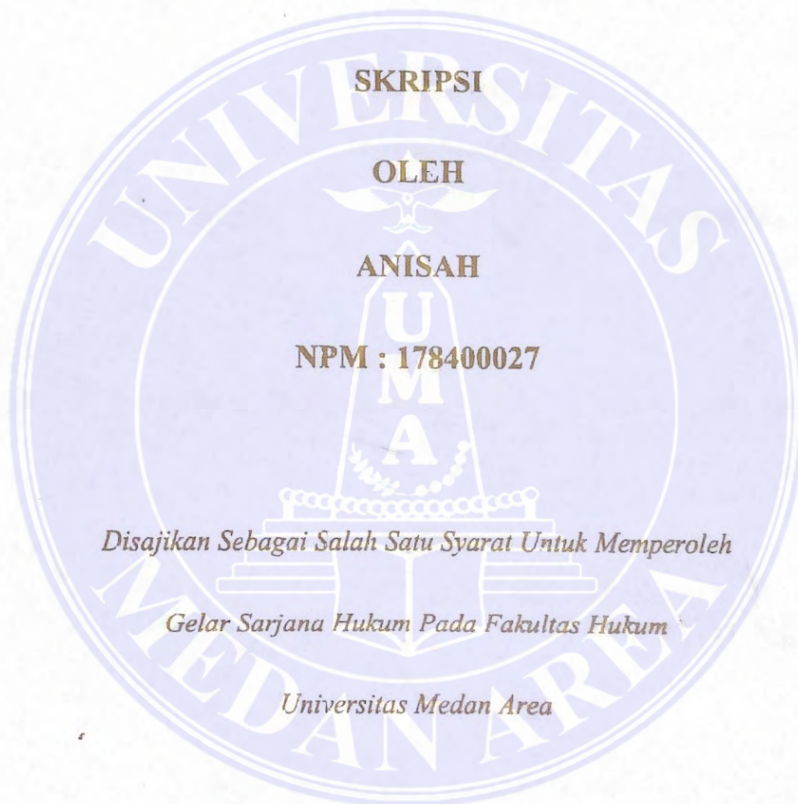 SKRIPSI
OLEH
ANISAH
NPM : 178400027
Disajikan Sebagai Salah Satu Syarat Untuk Memperoleh
Gelar Sarjana Hukum Pada Fakultas Hukum
Universitas Medan Area
UNIVERSITAS
MEDAN AREA
UMA